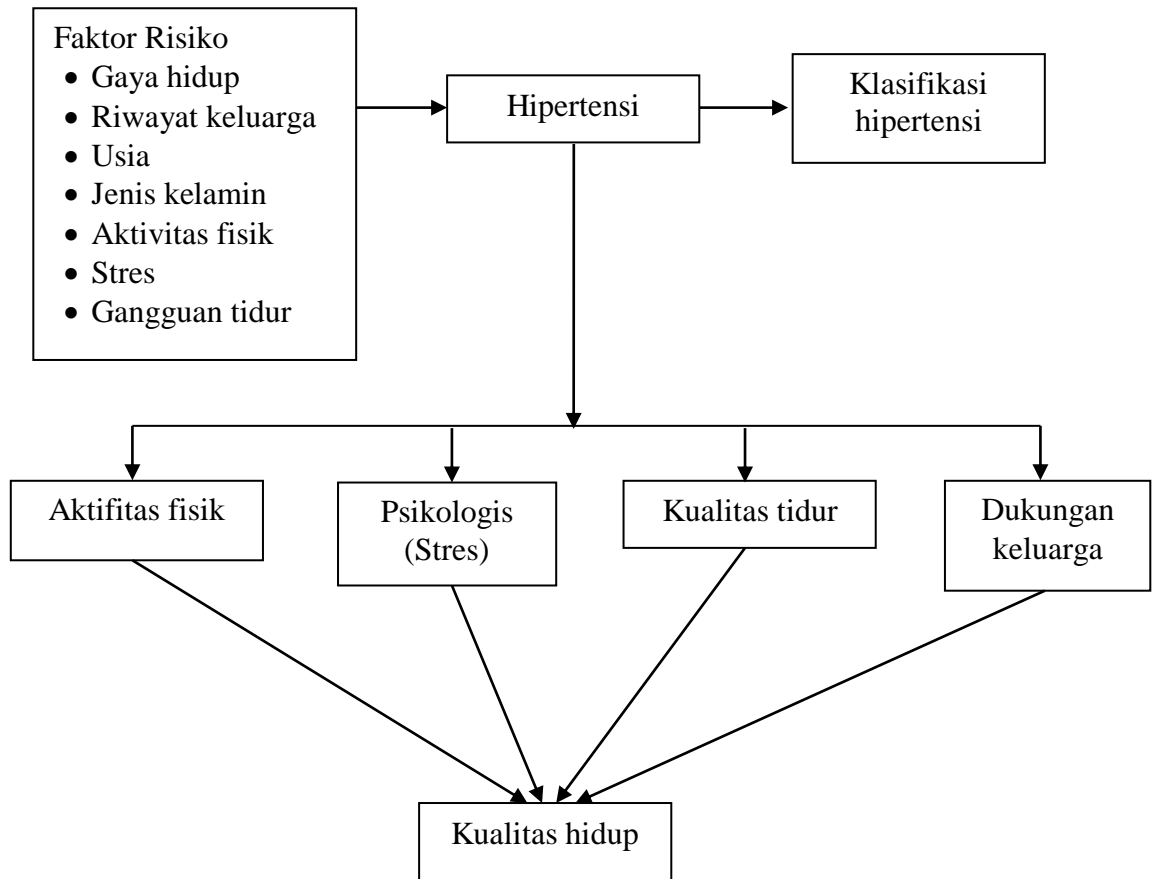 Faktor Risiko
• Gaya hidup
• Riwayat keluarga
• Usia
• Jenis kelamin
• Aktivitas fisik
• Stres
• Gangguan tidur
Hipertensi
Klasifikasi
hipertensi
Aktifitas fisik
Psikologis
(Stres)
Kualitas tidur
Dukungan
keluarga
Kualitas hidup